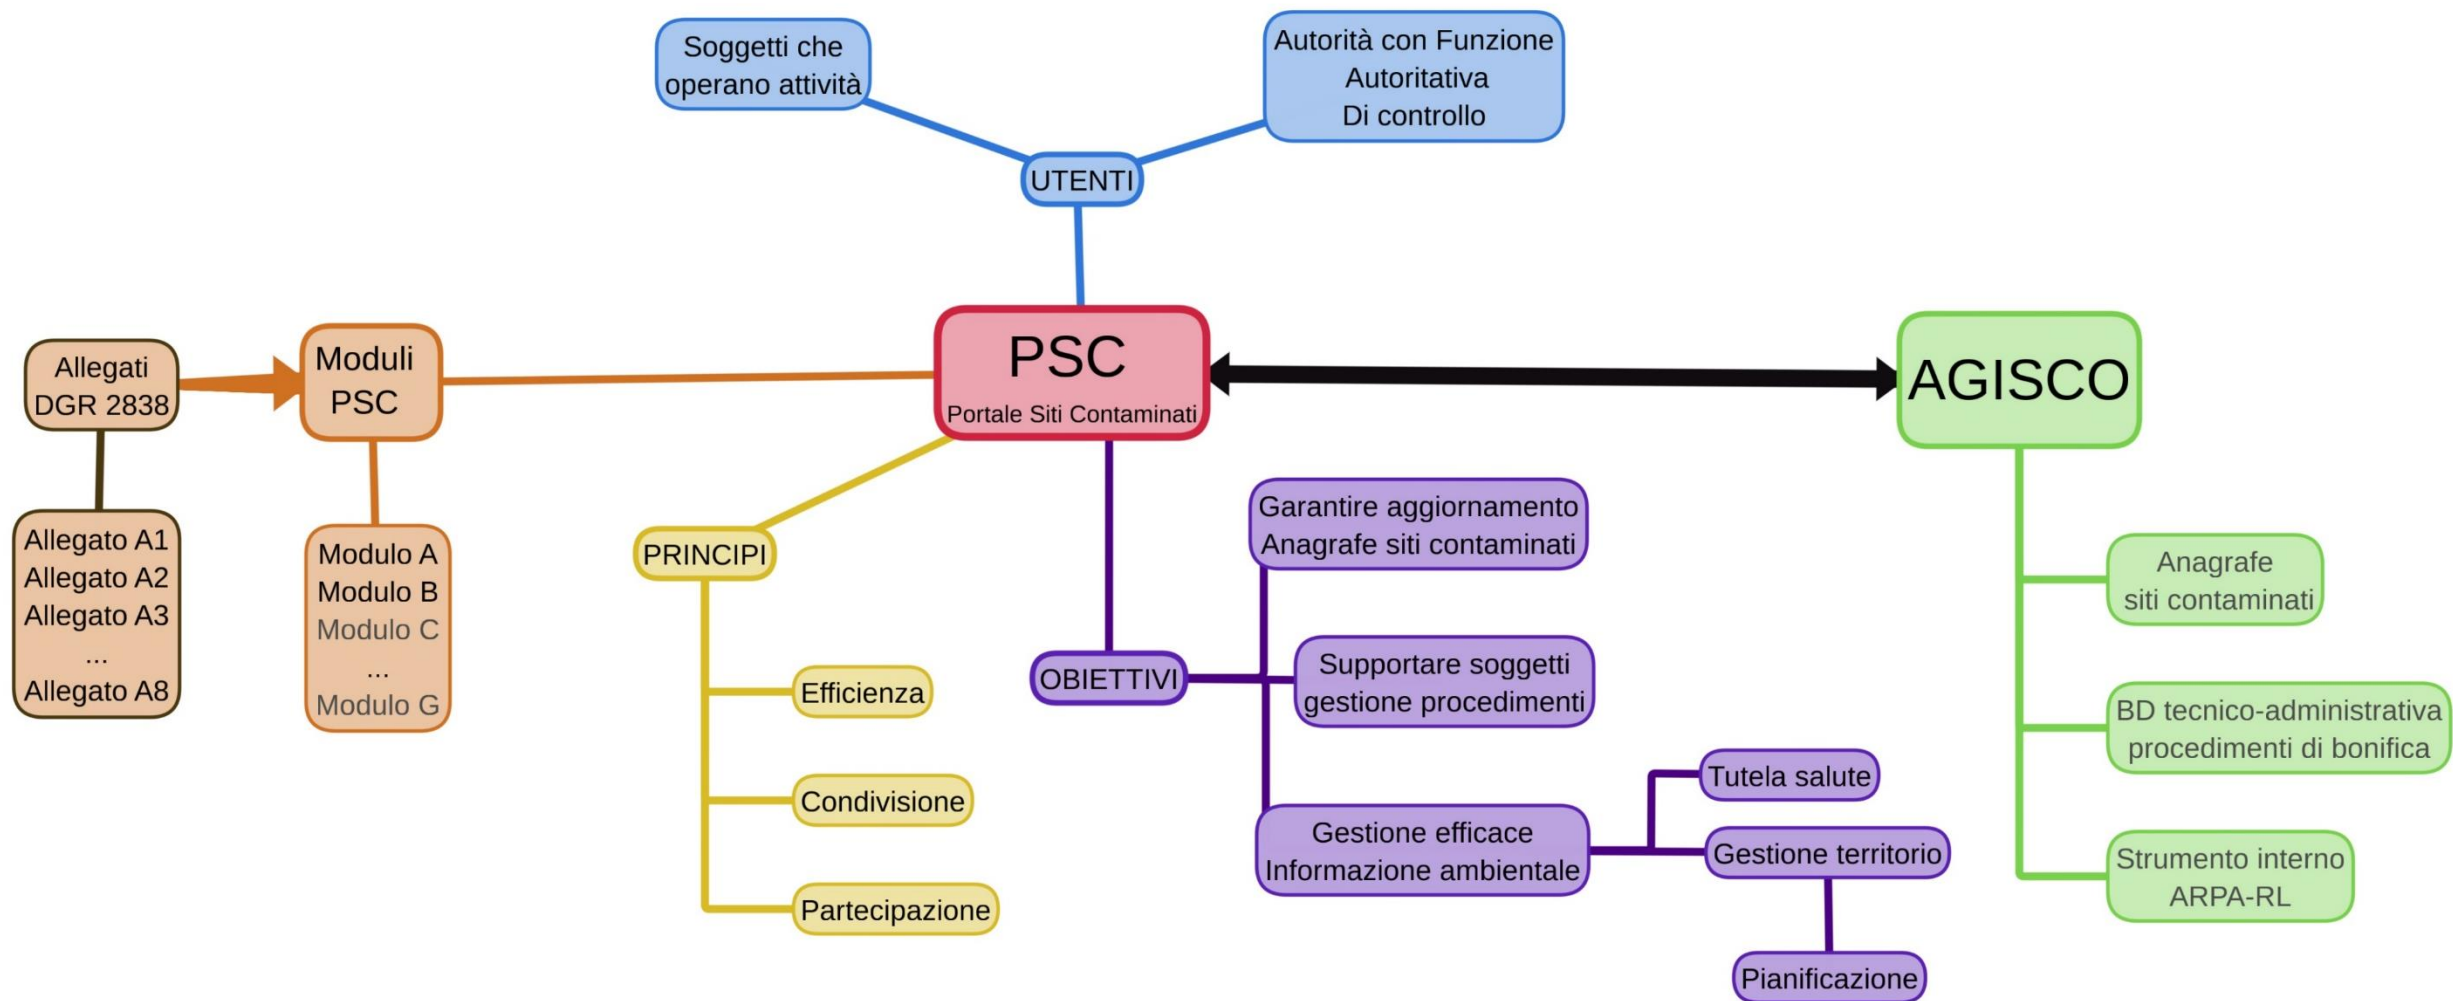 Soggetti che
operano attività
Autorità con Funzione
Autoritativa
Di controllo
UTENTI
Allegati
DGR 2838
Moduli
PSC
PSC
Portale Siti Contaminati
AGISCO
Allegato A1
Allegato A2
Allegato A3
...
Allegato A8
Modulo A
Modulo B
Modulo C
...
Modulo G
PRINCIPI
Efficienza
Condivisione
Partecipazione
OBIETTIVI
Garantire aggiornamento
Anagrafe siti contaminati
Supportare soggetti
gestione procedimenti
Gestione efficace
Informazione ambientale
Tutela salute
Gestione territorio
Pianificazione
Anagrafe
siti contaminati
BD tecnico-administrativa
procedimenti di bonifica
Strumento interno
ARPA-RL